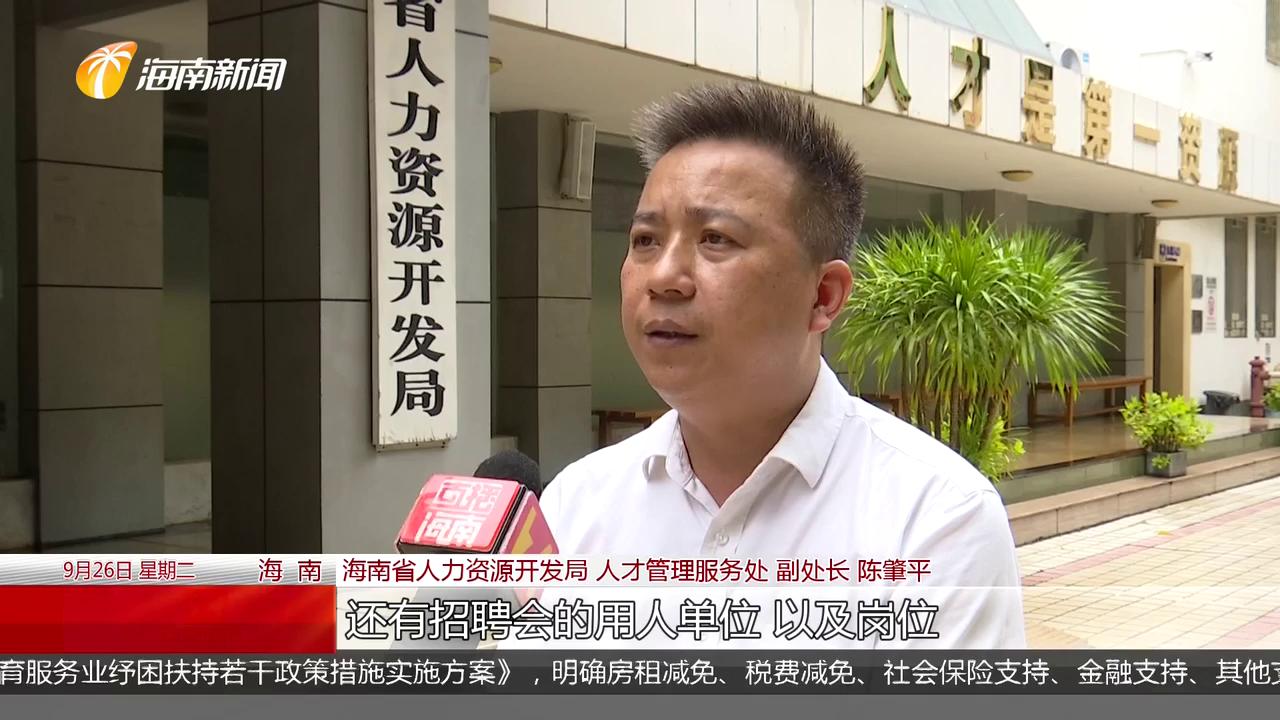 海南新闻
省人力资源开发局
人才是第一资源
直播海南
9月26日 星期二
海 南
海南省人力资源开发局 人才管理服务处 副处长 陈肇平
还有招聘会的用人单位 以及岗位
育服务业纾困扶持若干政策措施实施方案》，明确房租减免、税费减免、社会保险支持、金融支持、其他支